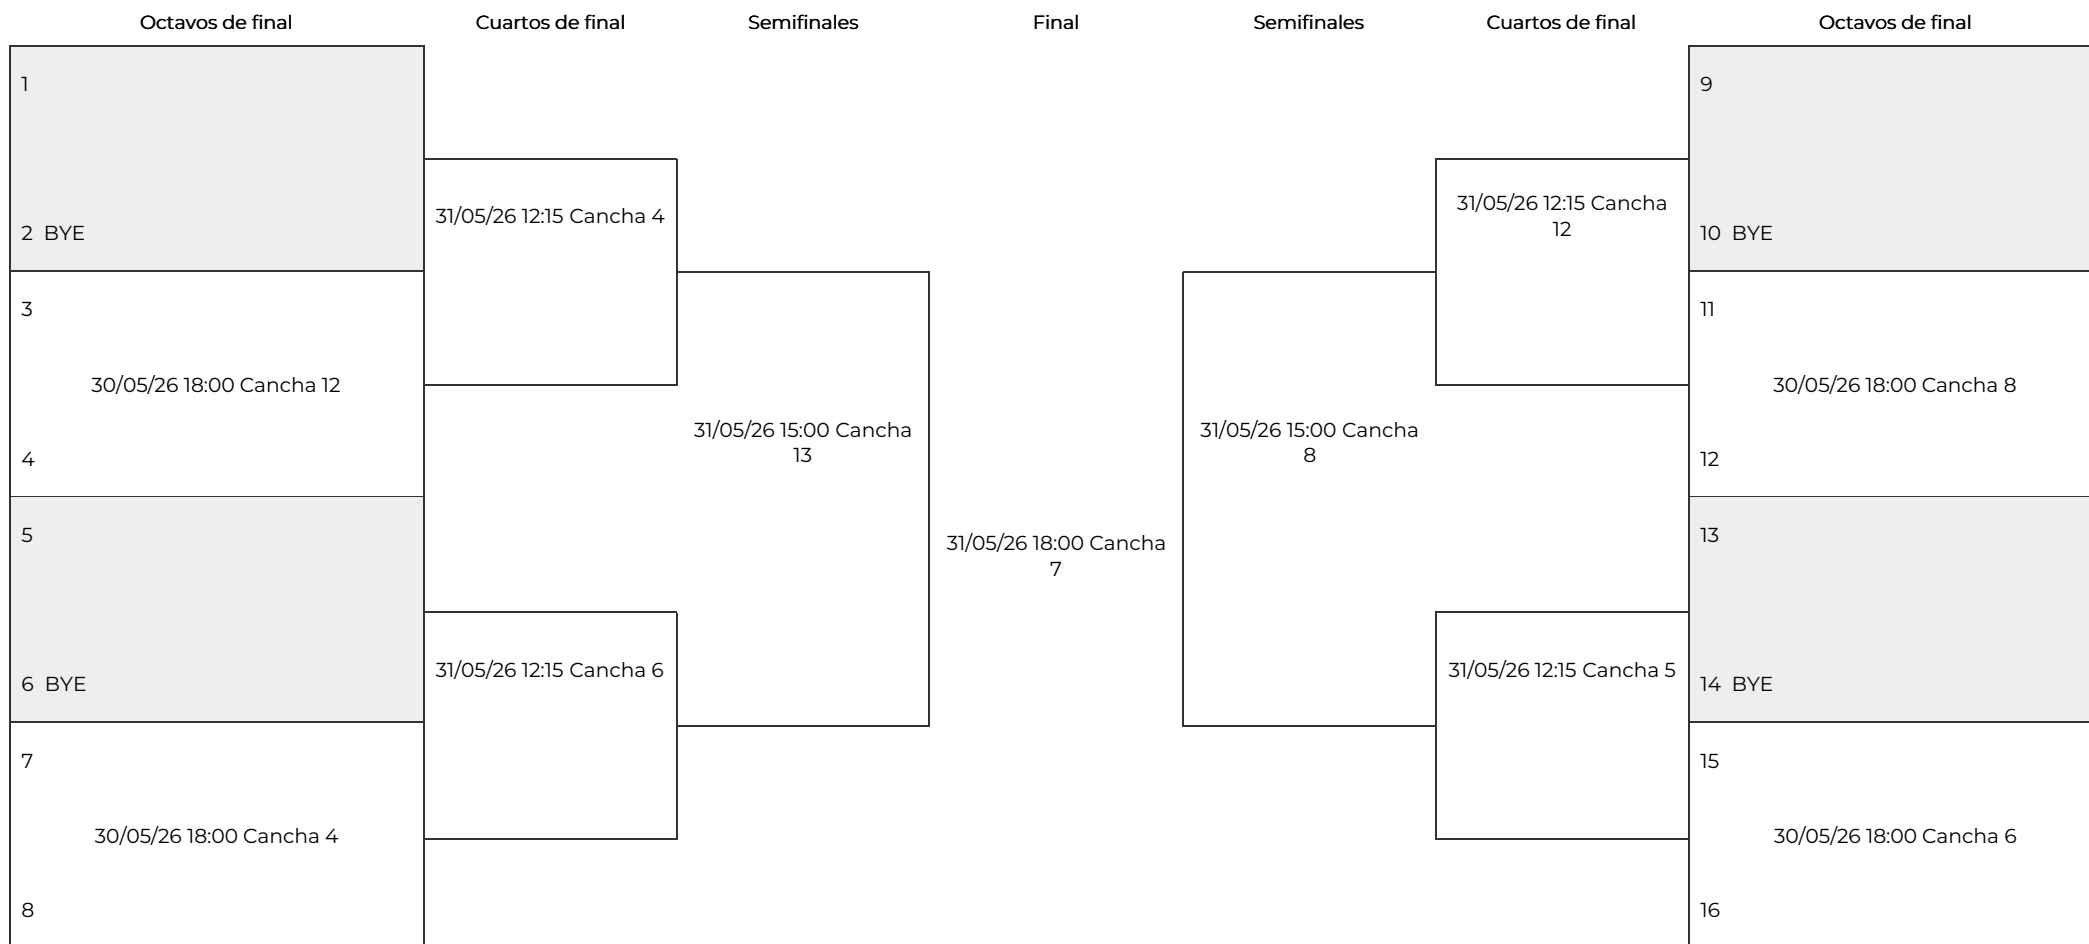 Octavos de final
Cuartos de final
Semifinales
Final
Semifinales
Cuartos de final
Octavos de final
1
2 BYE
3
30/05/26 18:00 Cancha 12
4
5
6 BYE
7
30/05/26 18:00 Cancha 4
8
31/05/26 12:15 Cancha 4
31/05/26 12:15 Cancha 6
31/05/26 15:00 Cancha
13
31/05/26 18:00 Cancha
7
31/05/26 15:00 Cancha
8
31/05/26 12:15 Cancha
12
31/05/26 12:15 Cancha 5
9
10 BYE
11
30/05/26 18:00 Cancha 8
12
13
14 BYE
15
30/05/26 18:00 Cancha 6
16